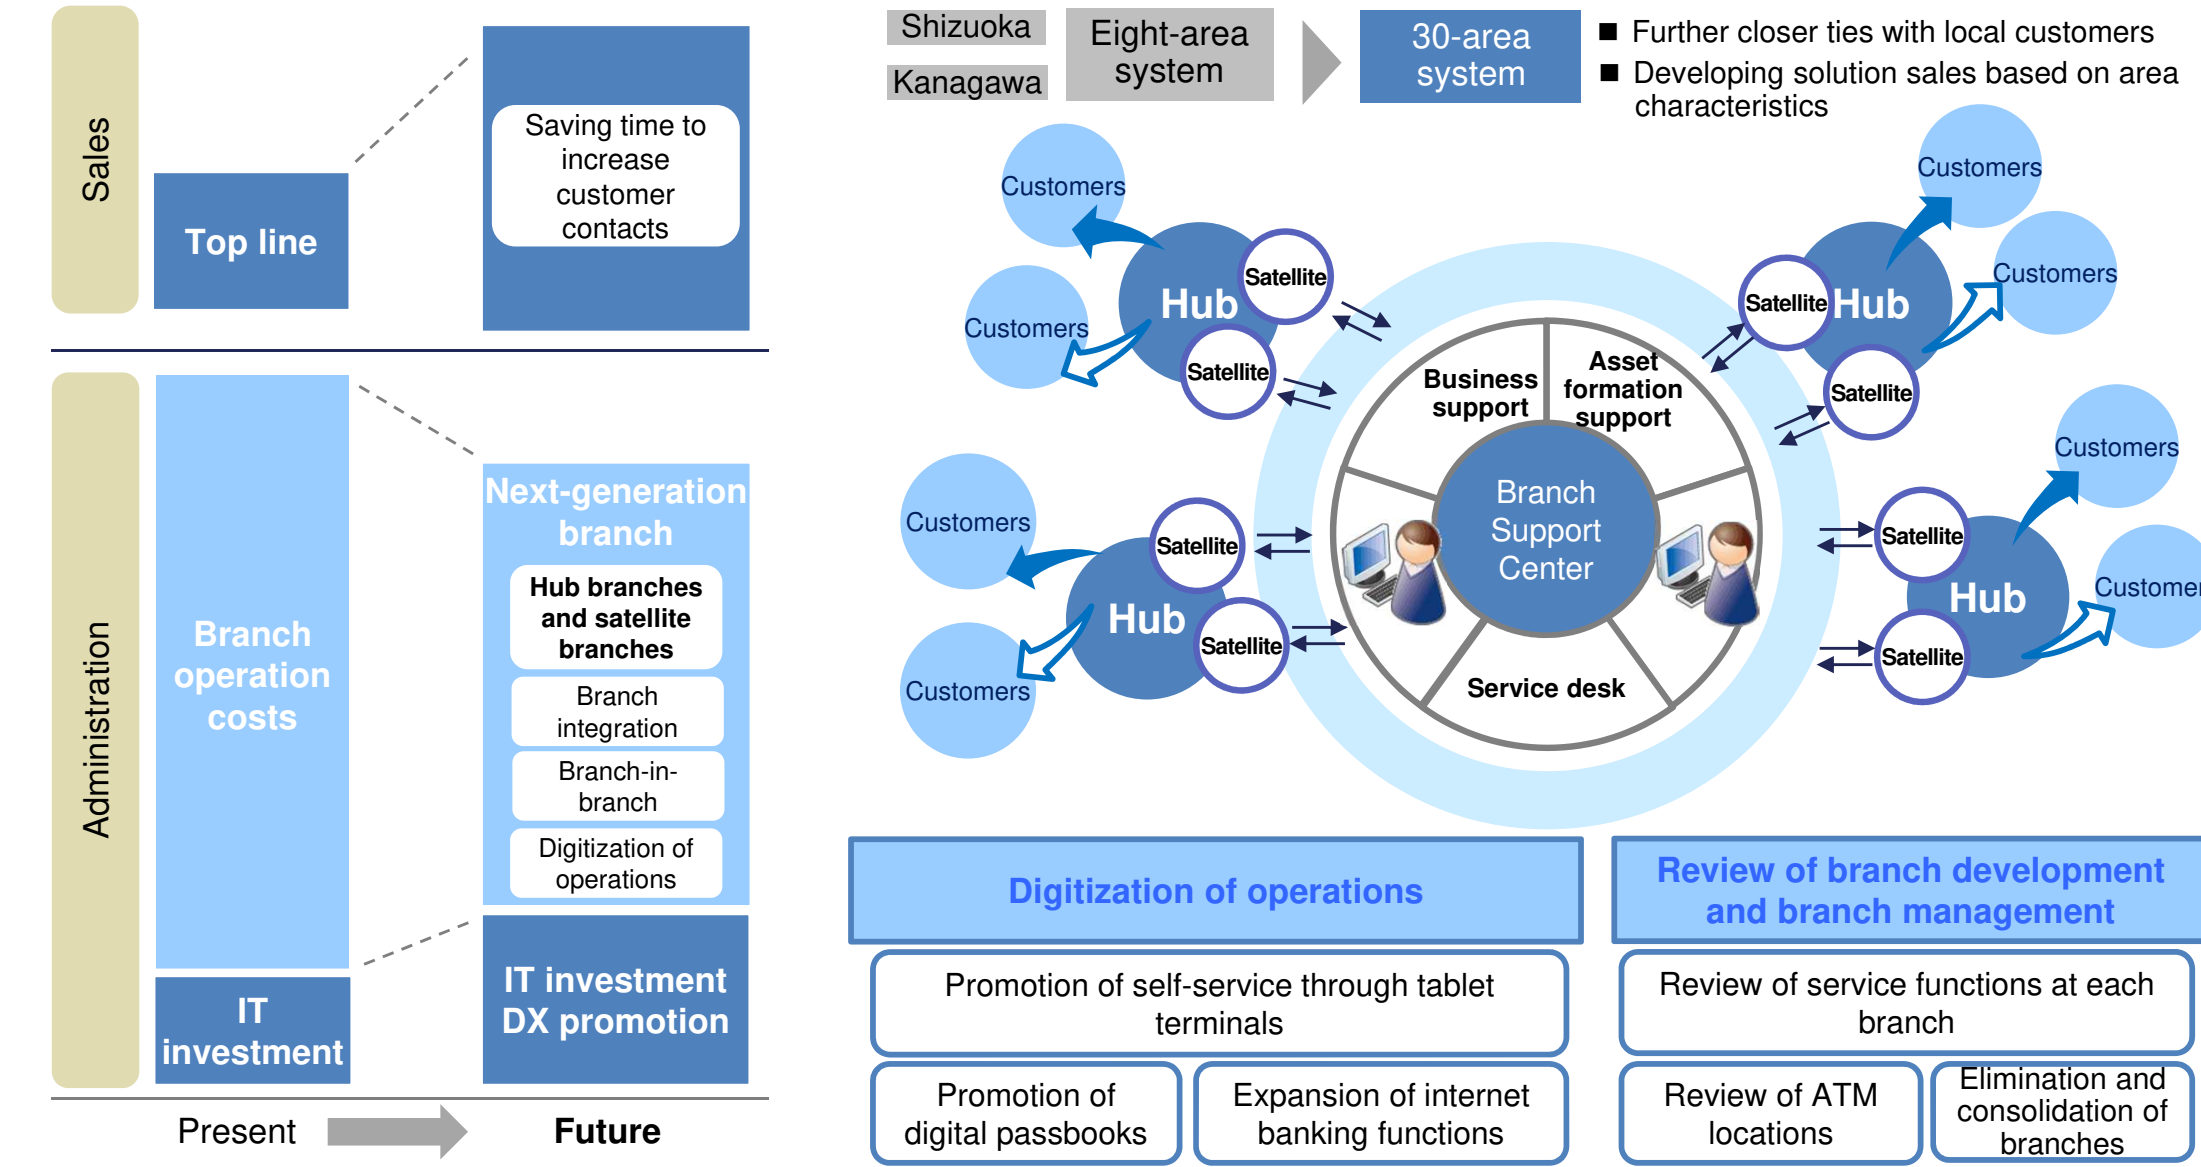 Sales
Top line
Saving time to
increase
customer
contacts
Administration
Branch
operation
costs
IT
investment
Next-generation
branch
Hub branches
and satellite
branches
Branch
integration
Branch-in-
branch
Digitization of
operations
IT investment
DX promotion
Present
Future
Shizuoka
Kanagawa
Eight-area
system
30-area
system
■ Further closer ties with local customers
■ Developing solution sales based on area
characteristics
Customers
Customers
Hub
Satellite
Satellite
Customers
Customers
Hub
Satellite
Satellite
Customers
Customers
Hub
Satellite
Satellite
Customers
Customer
Hub
Satellite
Satellite
Business
support
Asset
formation
support
Branch
Support
Center
Service desk
Digitization of operations
Promotion of self-service through tablet
terminals
Promotion of
digital passbooks
Expansion of internet
banking functions
Review of branch development
and branch management
Review of service functions at each
branch
Review of ATM
locations
Elimination and
consolidation of
branches